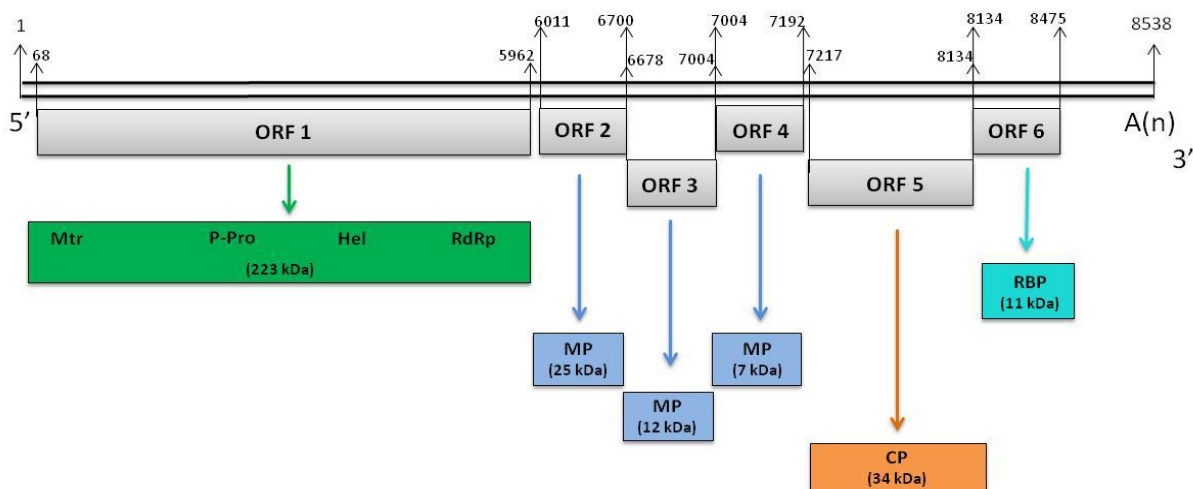 1
6011
6700
7004
7192
8134
8475
8538
68
5962
6678
7004
7217
8134
5’
A(n)
3’
ORF 1
ORF 2
ORF 4
ORF 6
ORF 3
ORF 5
Mtr P-Pro Hel RdRp
(223 kDa)
RBP
(11 kDa)
MP
(25 kDa)
MP
(7 kDa)
MP
(12 kDa)
CP
(34 kDa)